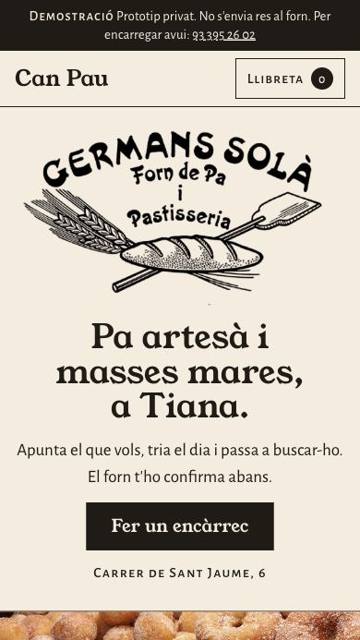 DEMOSTRACIÓ Prototip privat. No s'envia res al forn. Per
encarregar avui: 93 395 26 02
Can Pau
LLIBRETA 0
GERMANS SOLÀ
Forn de Pa
i
Pastisseria
Pa artesà i
masses mares,
a Tiana.
Apunta el que vols, tria el dia i passa a buscar-ho.
El forn t'ho confirma abans.
Fer un encàrrec
CARRER DE SANT JAUME, 6